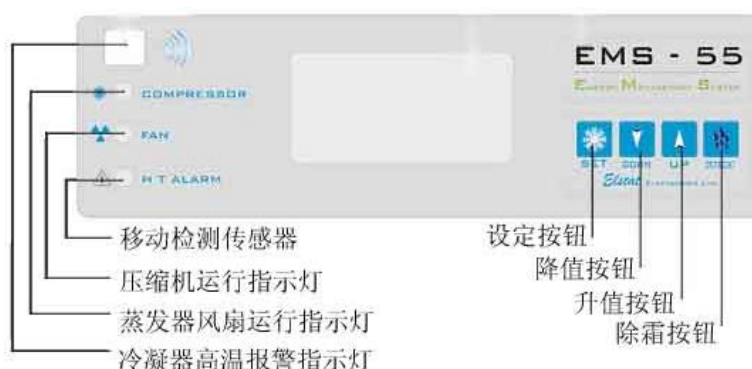 EMS - 55
ENERGY MANAGEMENT SYSTEM
COMPRESSOR
FAN
H T ALARM
SET DOWN UP
Elstat
移动检测传感器
压缩机运行指示灯
蒸发器风扇运行指示灯
冷凝器高温报警指示灯
设定按钮
降值按钮
升值按钮
除霜按钮